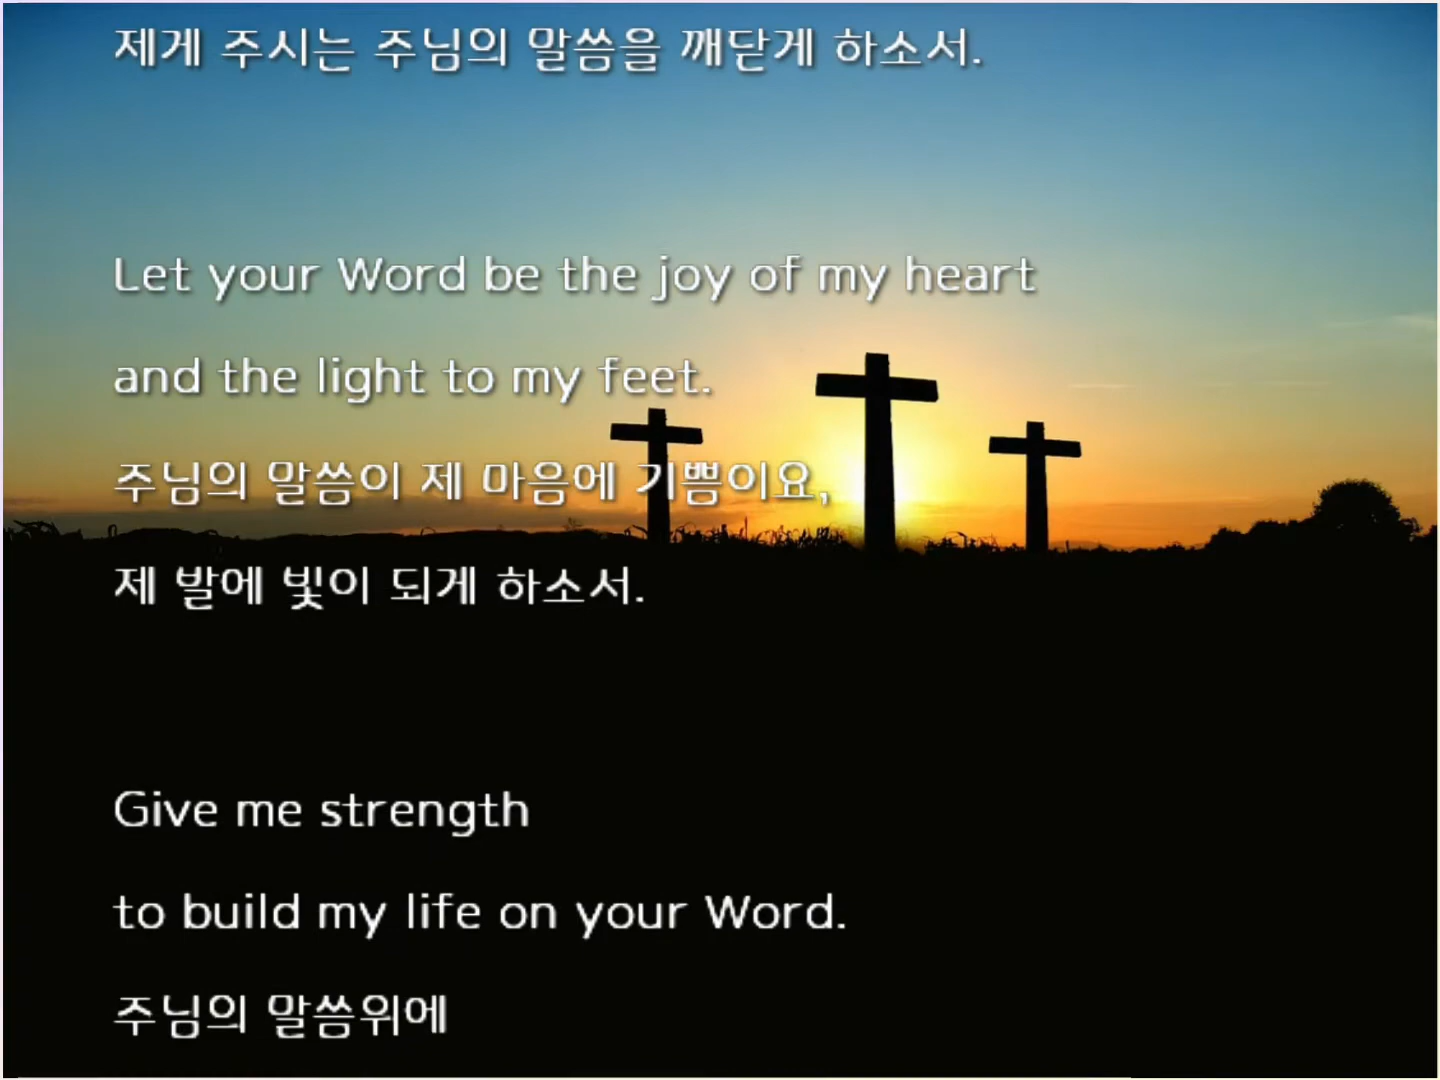 제게 주시는 주님의 말씀을 깨닫게 하소서.
Let your Word be the joy of my heart
and the light to my feet.
주님의 말씀이 제 마음에 기쁨이요,
제 발에 빛이 되게 하소서.
Give me strength
to build my life on your Word.
주님의 말씀위에